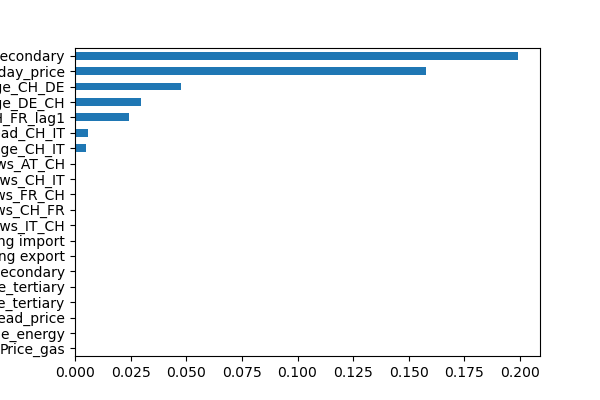 econdary
day_price
ge_CH_DE
ge_DE_CH
H_FR_lag1
ad_CH_IT
ge_CH_IT
ws_AT_CH
ws_CH_IT
ws_FR_CH
ws_CH_FR
ws_IT_CH
ng import
ng export
econdary
e_tertiary
e_tertiary
ead_price
e_energy
Price_gas
0.000 0.025 0.050 0.075 0.100 0.125 0.150 0.175 0.200